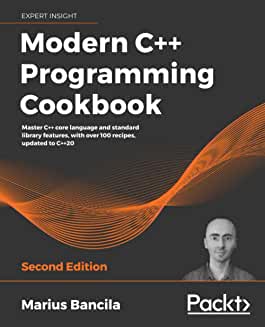 EXPERT INSIGHT
Modern C++
Programming
Cookbook
Master C++ core language and standard
library features, with over 100 recipes,
updated to C++20
Second Edition
Marius Bancila
Packt>